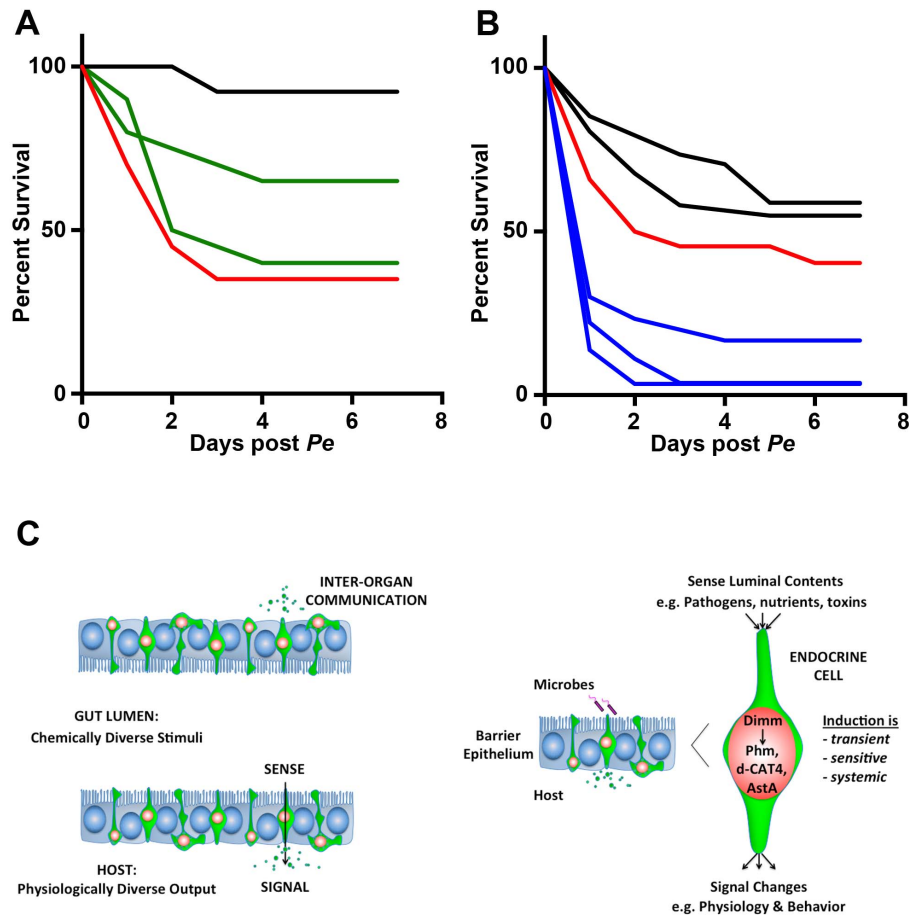 A
100
50
0
Percent Survival
0 2 4 6 8
Days post Pe
B
100
50
0
Percent Survival
0 2 4 6 8
Days post Pe
C
INTER-ORGAN
COMMUNICATION
GUT LUMEN:
Chemically Diverse Stimuli
SENSE
HOST:
Physiologically Diverse Output
SIGNAL
Sense Luminal Contents
e.g. Pathogens, nutrients, toxins
ENDOCRINE
CELL
Microbes
Barrier
Epithelium
Host
Dimm
Phm,
d-CAT4,
AstA
Induction is
- transient
- sensitive
- systemic
Signal Changes
e.g. Physiology & Behavior